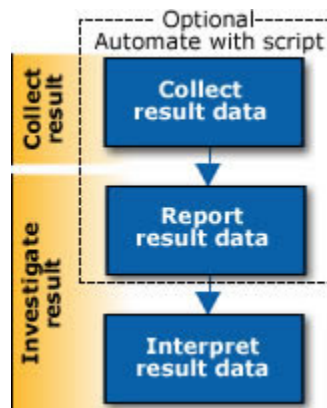 Optional
Automate with script
Collect
result
Collect
result data
Report
result data
Investigate
result
Interpret
result data